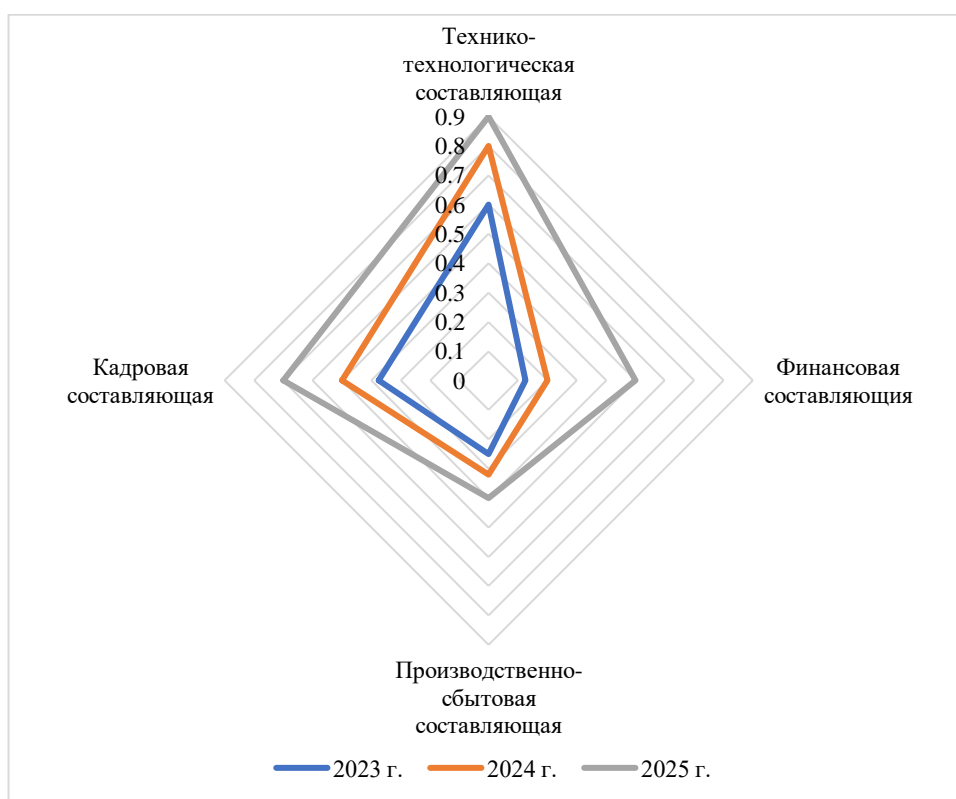 Технико-
технологическая
составляющая
0.9
0.8
0.7
0.6
0.5
0.4
0.3
0.2
0.1
0
Кадровая
составляющая
Финансовая
составляющия
Производственно-
сбытовая
составляющая
2023 г. 2024 г. 2025 г.